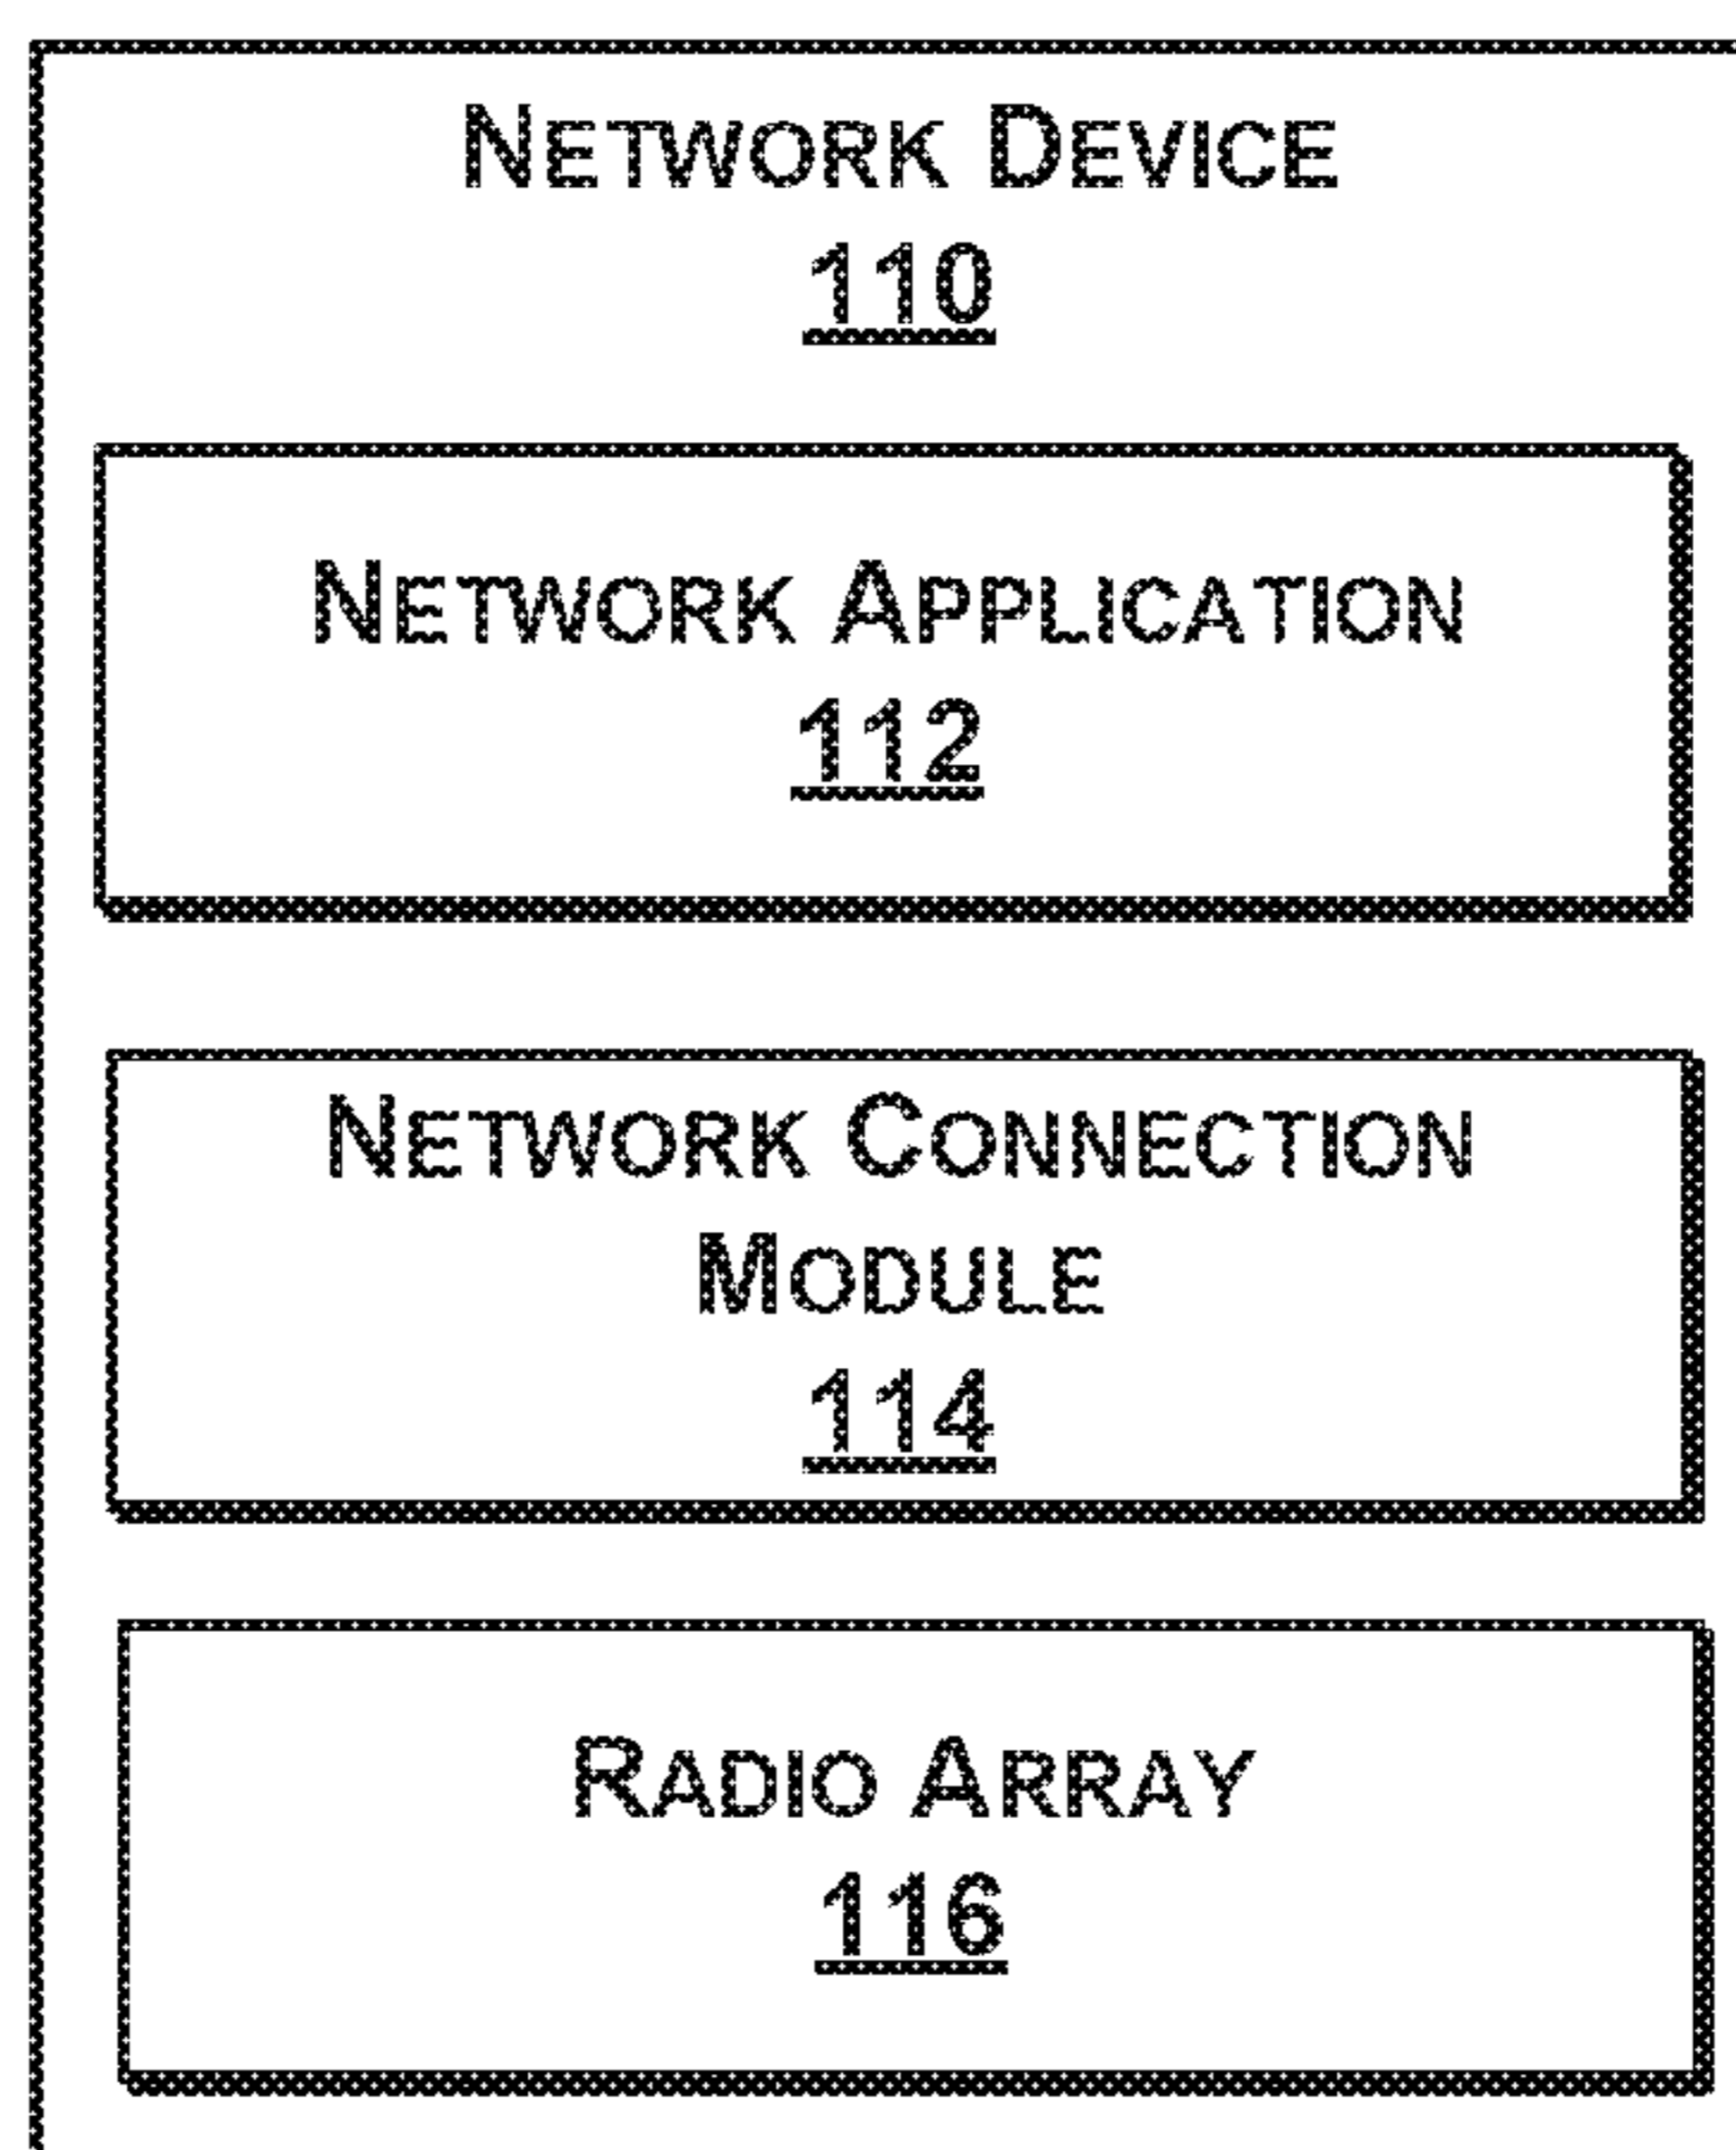 NETWORK DEVICE
110
NETWORK APPLICATION
112
NETWORK CONNECTION
MODULE
114
RADIO ARRAY
116